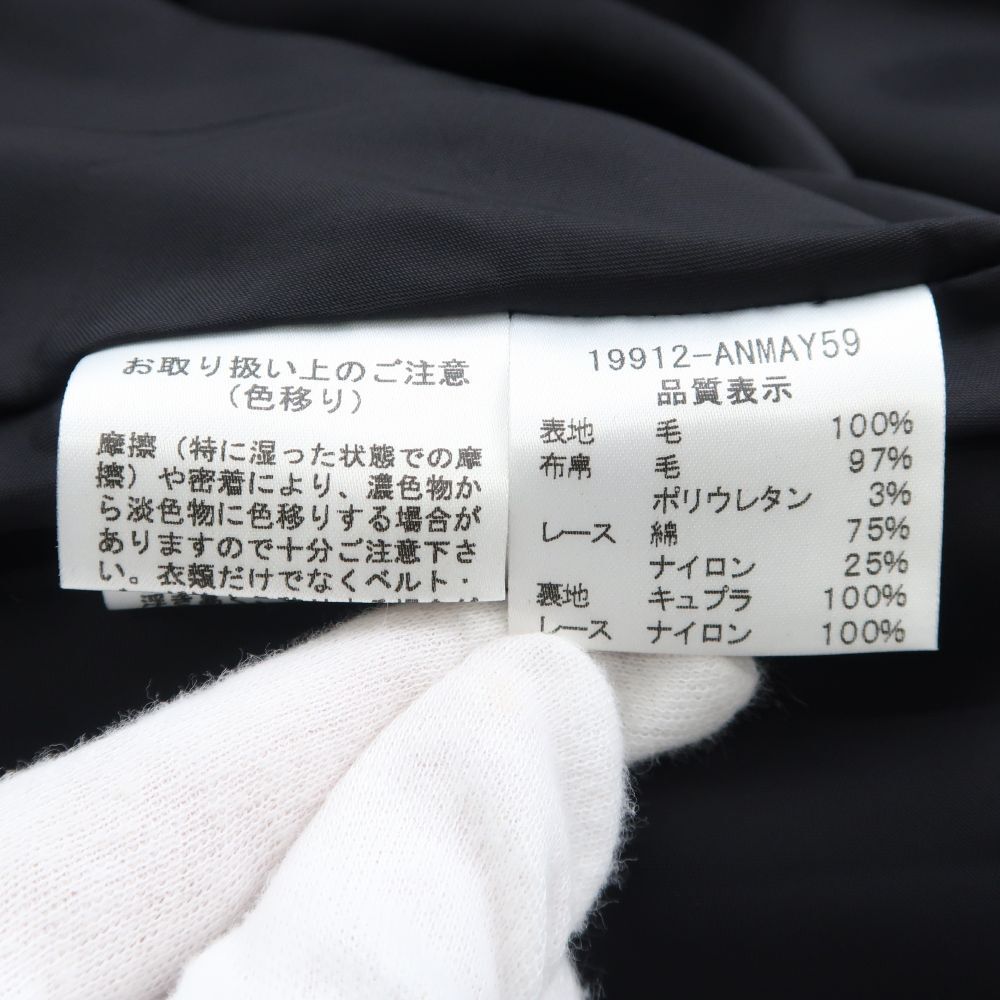 お取り扱い上のご注意
(色移り)
摩擦(特に湿った状態での摩
擦)や密着により、濃色物か
ら淡色物に色移りする場合が
ありますので十分ご注意下さ
い。衣類だけでなくベルト・
19912-ANMAY59
品質表示
表地 毛 100%
布帛 毛 97%
ポリウレタン 3%
レース 綿 75%
ナイロン 25%
裏地 キュプラ 100%
レース ナイロン 100%